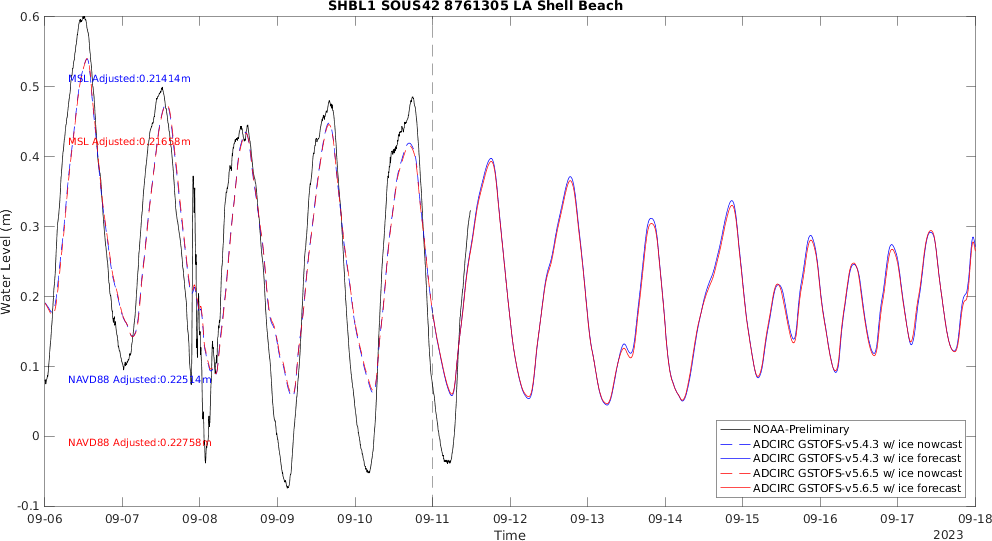 SHBL1 SOUS42 8761305 LA Shell Beach
0.6
0.5
0.4
0.3
0.2
0.1
0
-0.1
Water Level (m)
MSL Adjusted:0.21414m
MSL Adjusted:0.21658m
NAVD88 Adjusted:0.22514m
NAVD88 Adjusted:0.22758m
NOAA-Preliminary
ADCIRC GSTOFS-v5.4.3 w/ ice nowcast
ADCIRC GSTOFS-v5.4.3 w/ ice forecast
ADCIRC GSTOFS-v5.6.5 w/ ice nowcast
ADCIRC GSTOFS-v5.6.5 w/ ice forecast
09-06 09-07 09-08 09-09 09-10 09-11 09-12 09-13 09-14 09-15 09-16 09-17 09-18
Time
2023